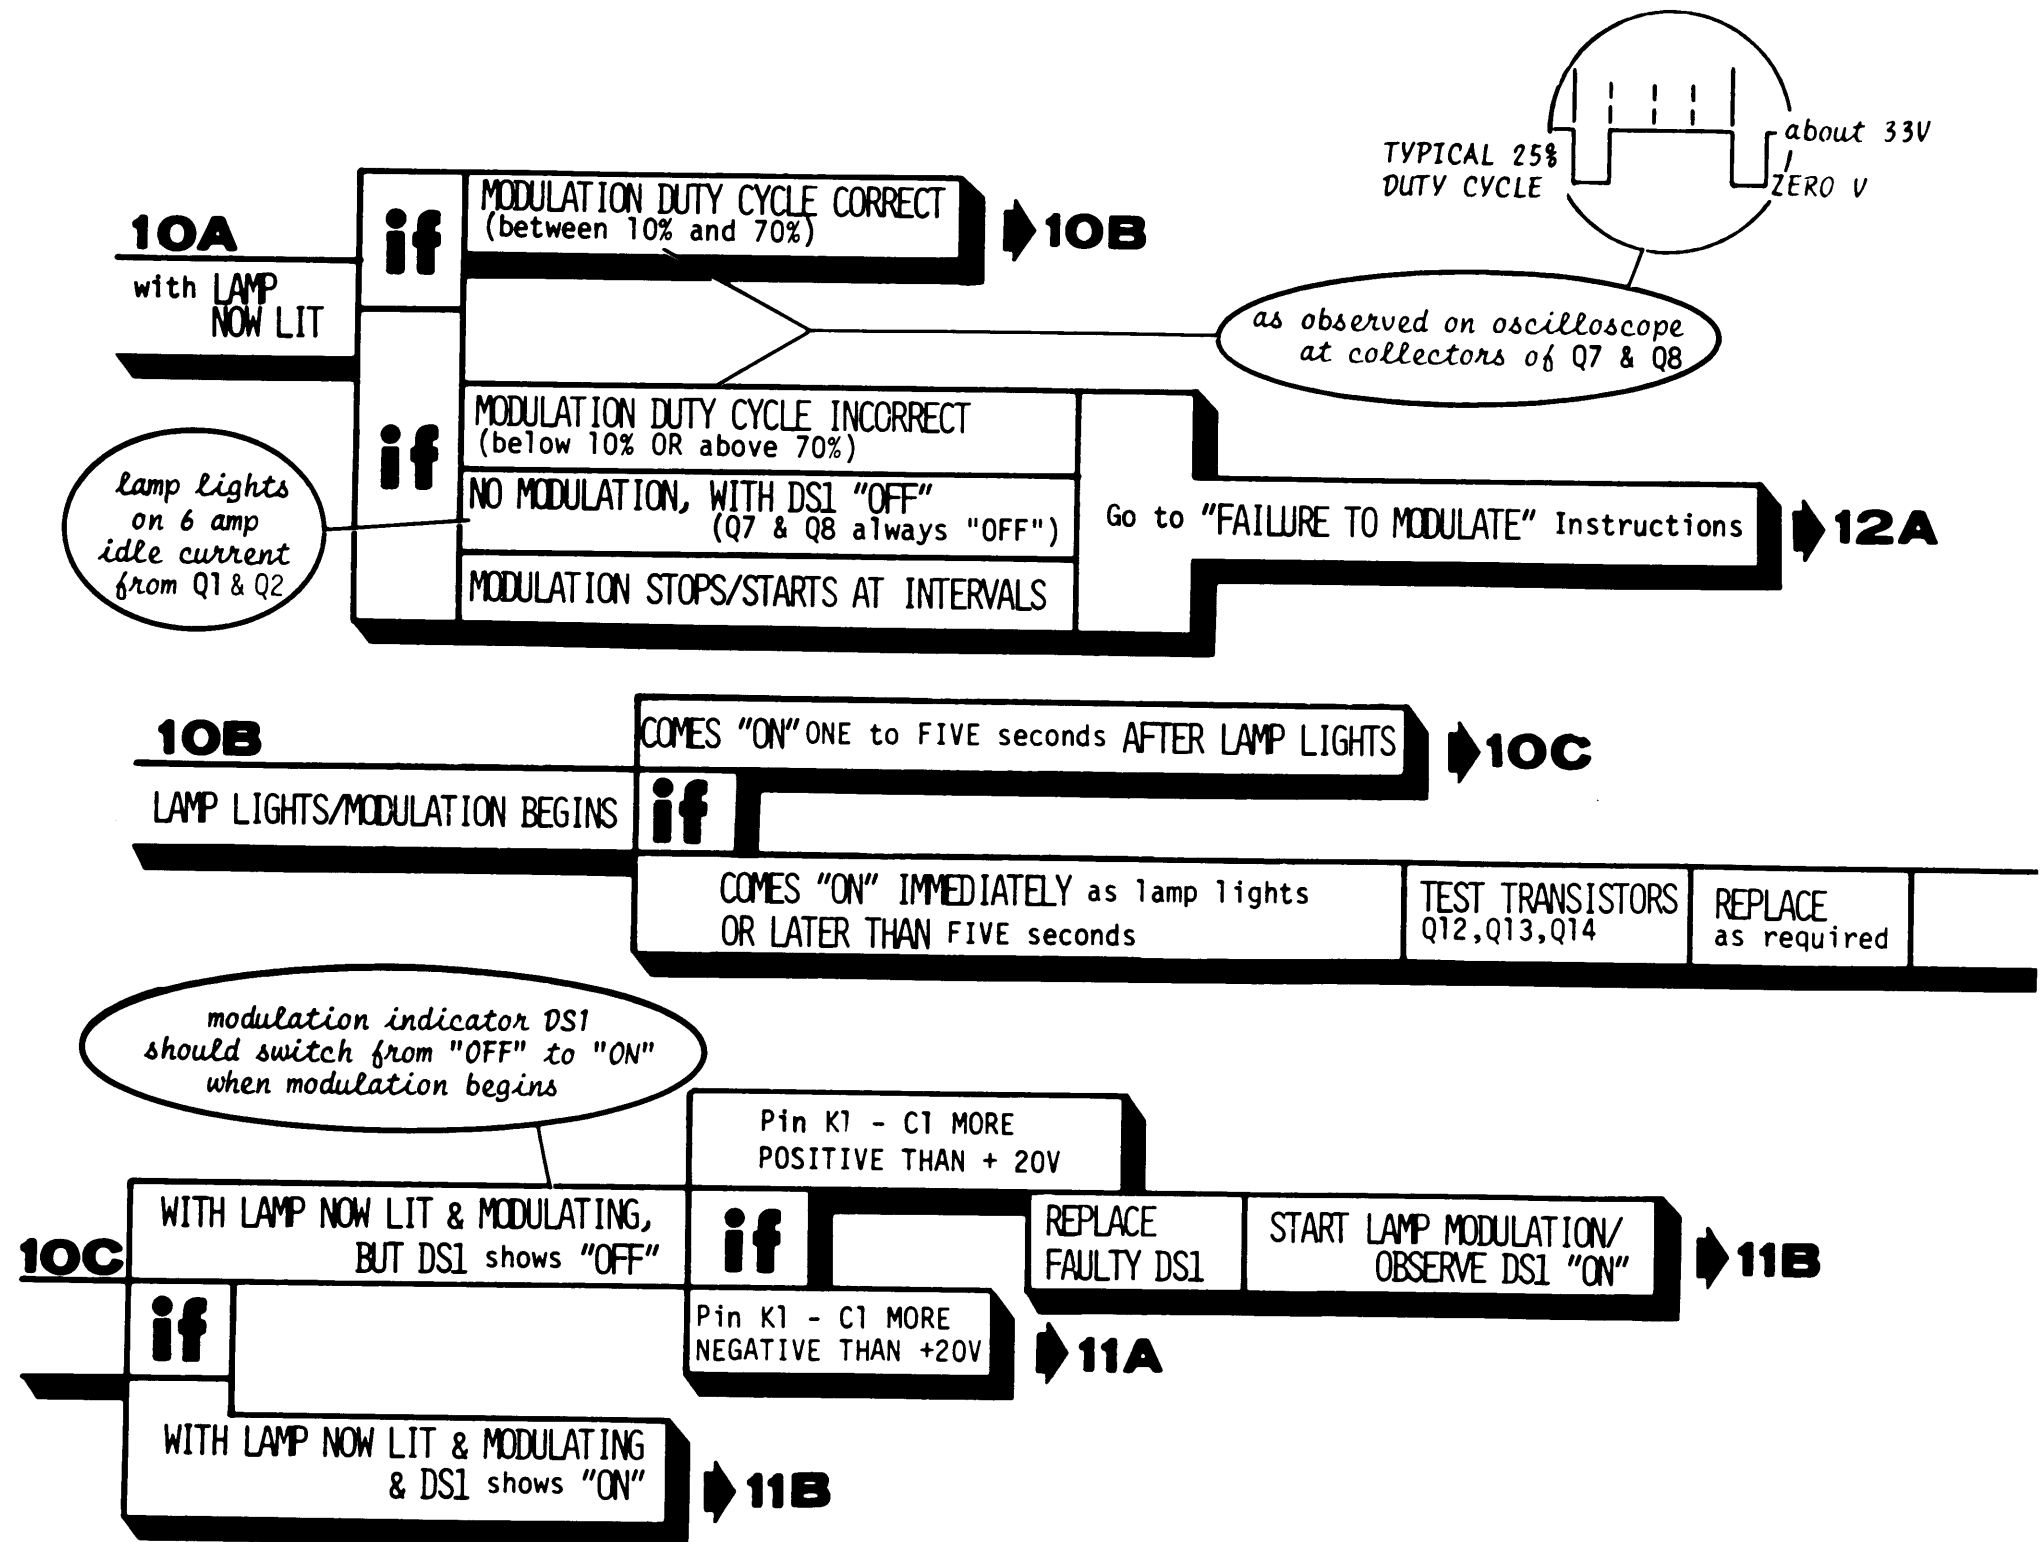 TYPICAL 25%
DUTY CYCLE
about 33V
ZERO V
10A
with LAMP
NOW LIT
if
MODULATION DUTY CYCLE CORRECT
(between 10% and 70%)
10B
as observed on oscilloscope
at collectors of Q7 & Q8
if
MODULATION DUTY CYCLE INCORRECT
(below 10% OR above 70%)
NO MODULATION, WITH DS1 "OFF"
(Q7 & Q8 always "OFF")
MODULATION STOPS/STARTS AT INTERVALS
Go to "FAILURE TO MODULATE" Instructions
12A
lamp lights
on 6 amp
idle current
from Q1 & Q2
10B
LAMP LIGHTS/MODULATION BEGINS
if
COMES "ON" ONE to FIVE seconds AFTER LAMP LIGHTS
10C
COMES "ON" IMMEDIATELY as lamp lights
OR LATER THAN FIVE seconds
TEST TRANSISTORS
Q12,Q13,Q14
REPLACE
as required
modulation indicator DS1
should switch from "OFF" to "ON"
when modulation begins
10C
if
WITH LAMP NOW LIT & MODULATING,
BUT DS1 shows "OFF"
if
Pin K1 - C1 MORE
POSITIVE THAN + 20V
REPLACE
FAULTY DS1
START LAMP MODULATION/
OBSERVE DS1 "ON"
11B
Pin K1 - C1 MORE
NEGATIVE THAN +20V
11A
WITH LAMP NOW LIT & MODULATING
& DS1 shows "ON"
11B